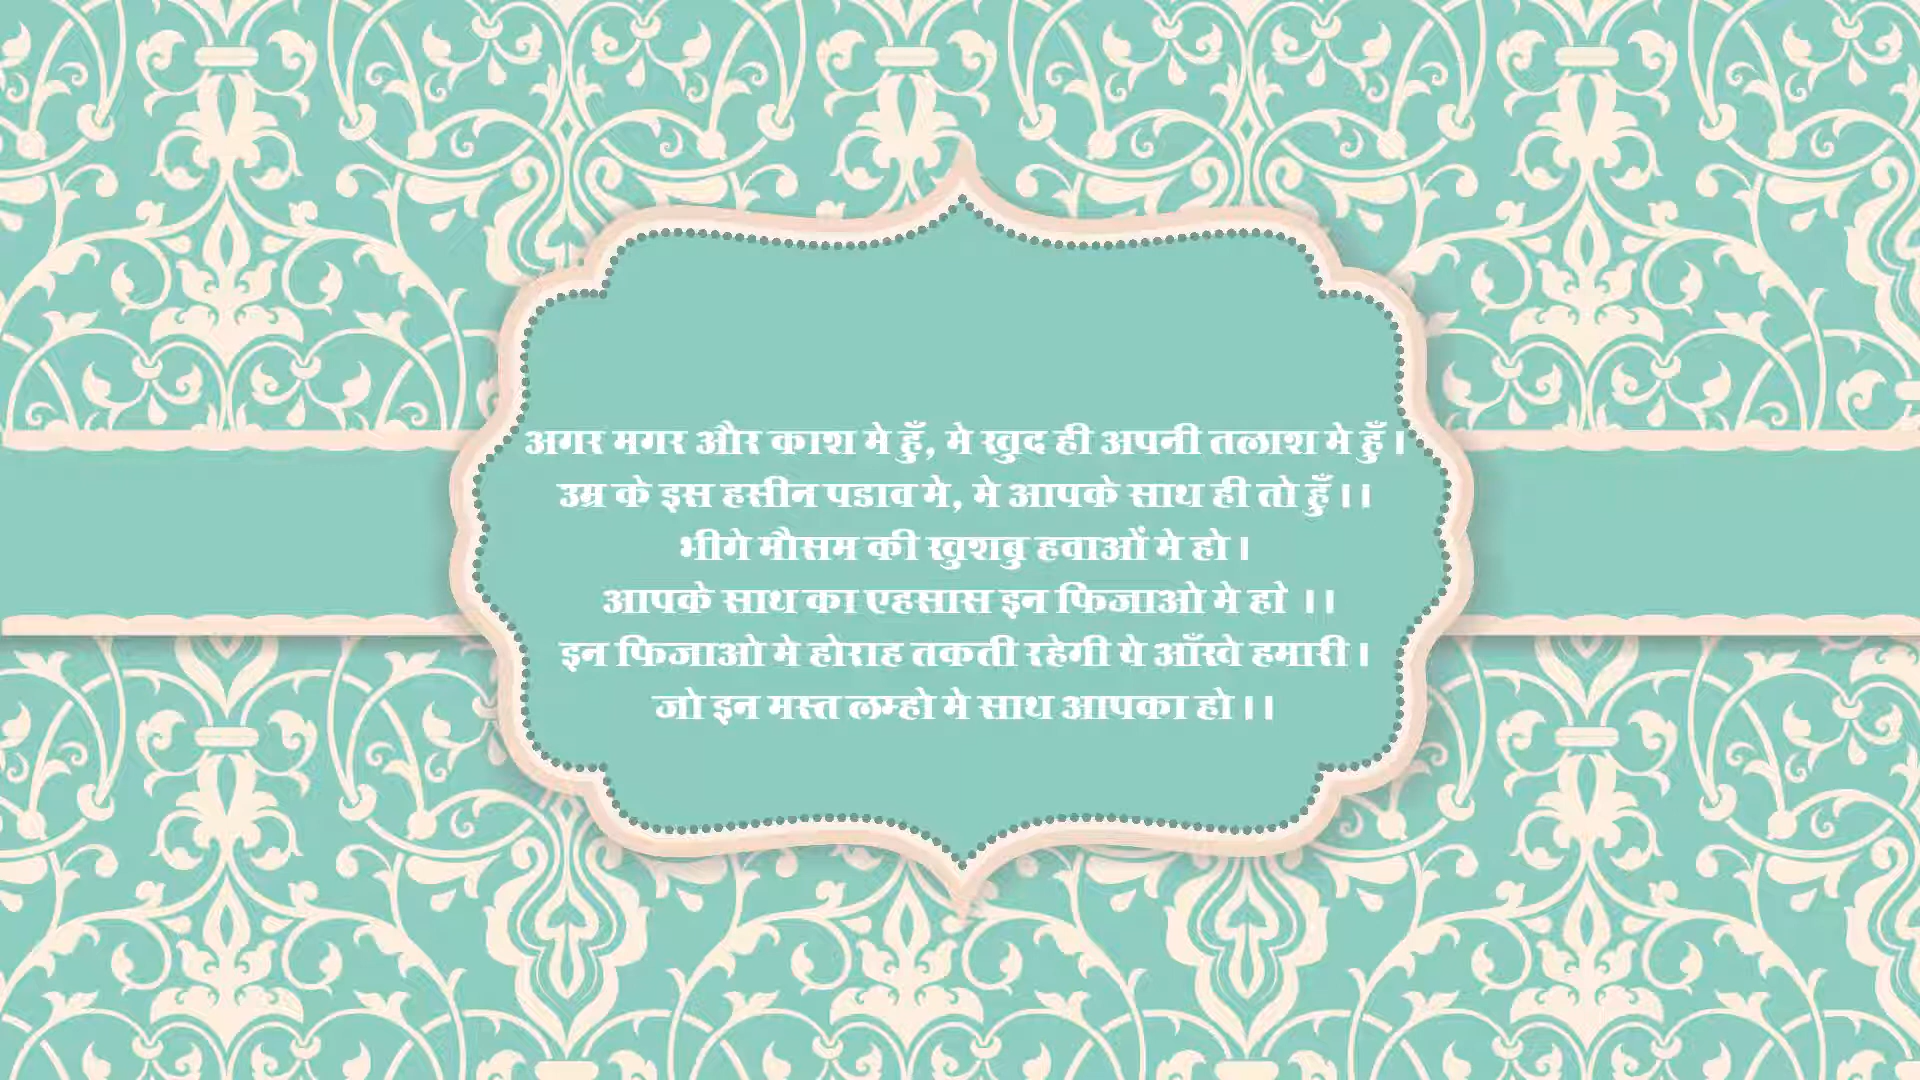 अगर मगर और काश मे हुँ, मे खुद ही अपनी तलाश मे हुँ।
उम्र के इस हसीन पडाव मे, मे आपके साथ ही तो हुँ।।
भीगे मौसम की खुशबु हवाओं मे हो।
आपके साथ का एहसास इन फिजाओ मे हो ।।
इन फिजाओ मे होराह तकती रहेगी ये आँखे हमारी।
जो इन मस्त लम्हो मे साथ आपका हो।।